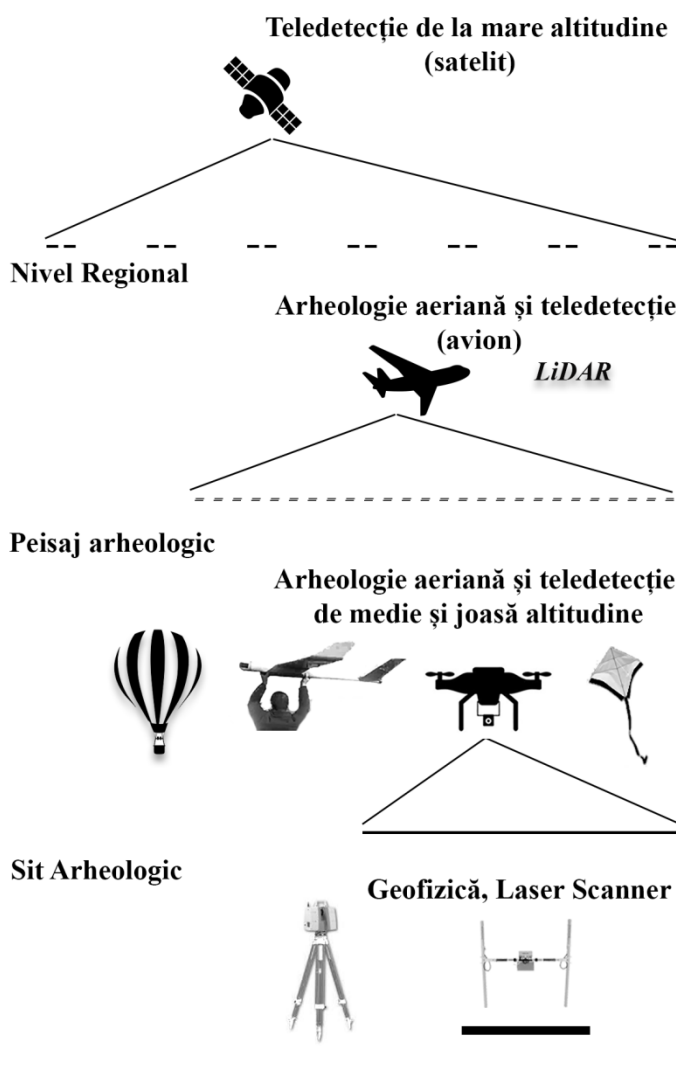 Teledetecție de la mare altitudine
(satelit)
Nivel Regional
Arheologie aeriană și teledetecție
(avion)
LiDAR
Peisaj arheologic
Arheologie aeriană și teledetecție
de medie și joasă altitudine
Sit Arheologic
Geofizică, Laser Scanner